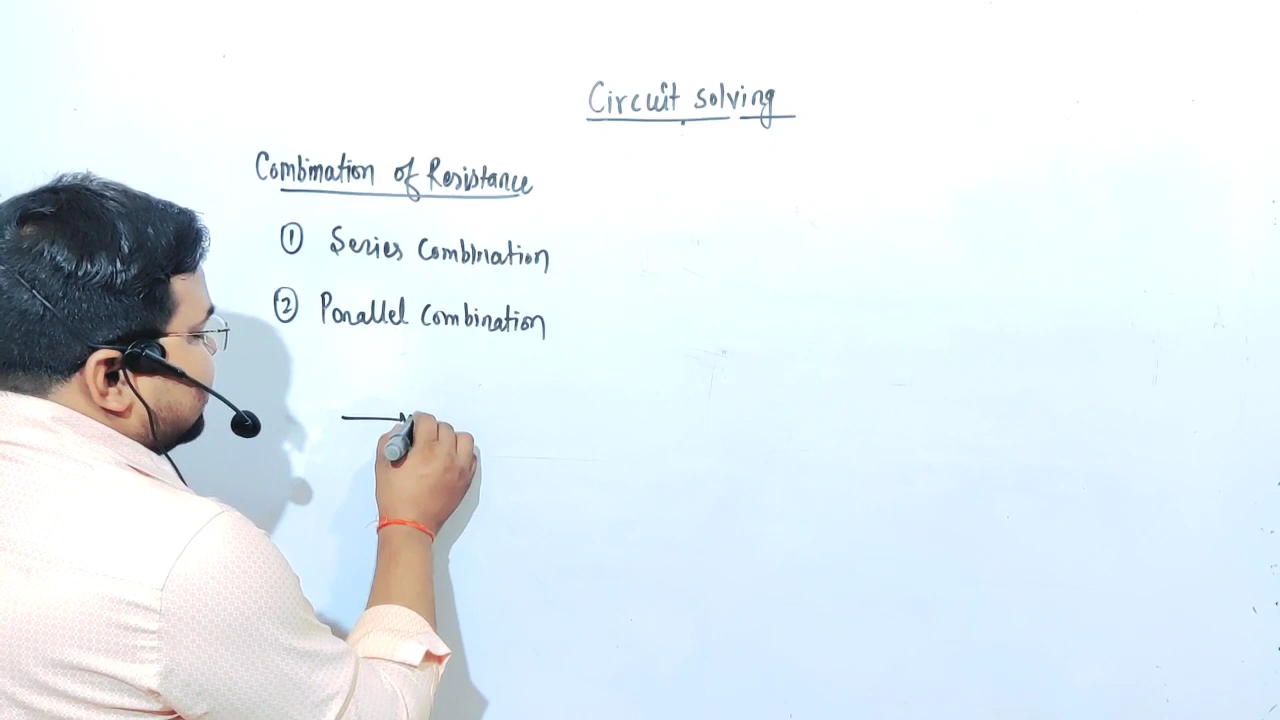 Circuit solving
Combination of Resistance
① Series Combination
② Parallel Combination